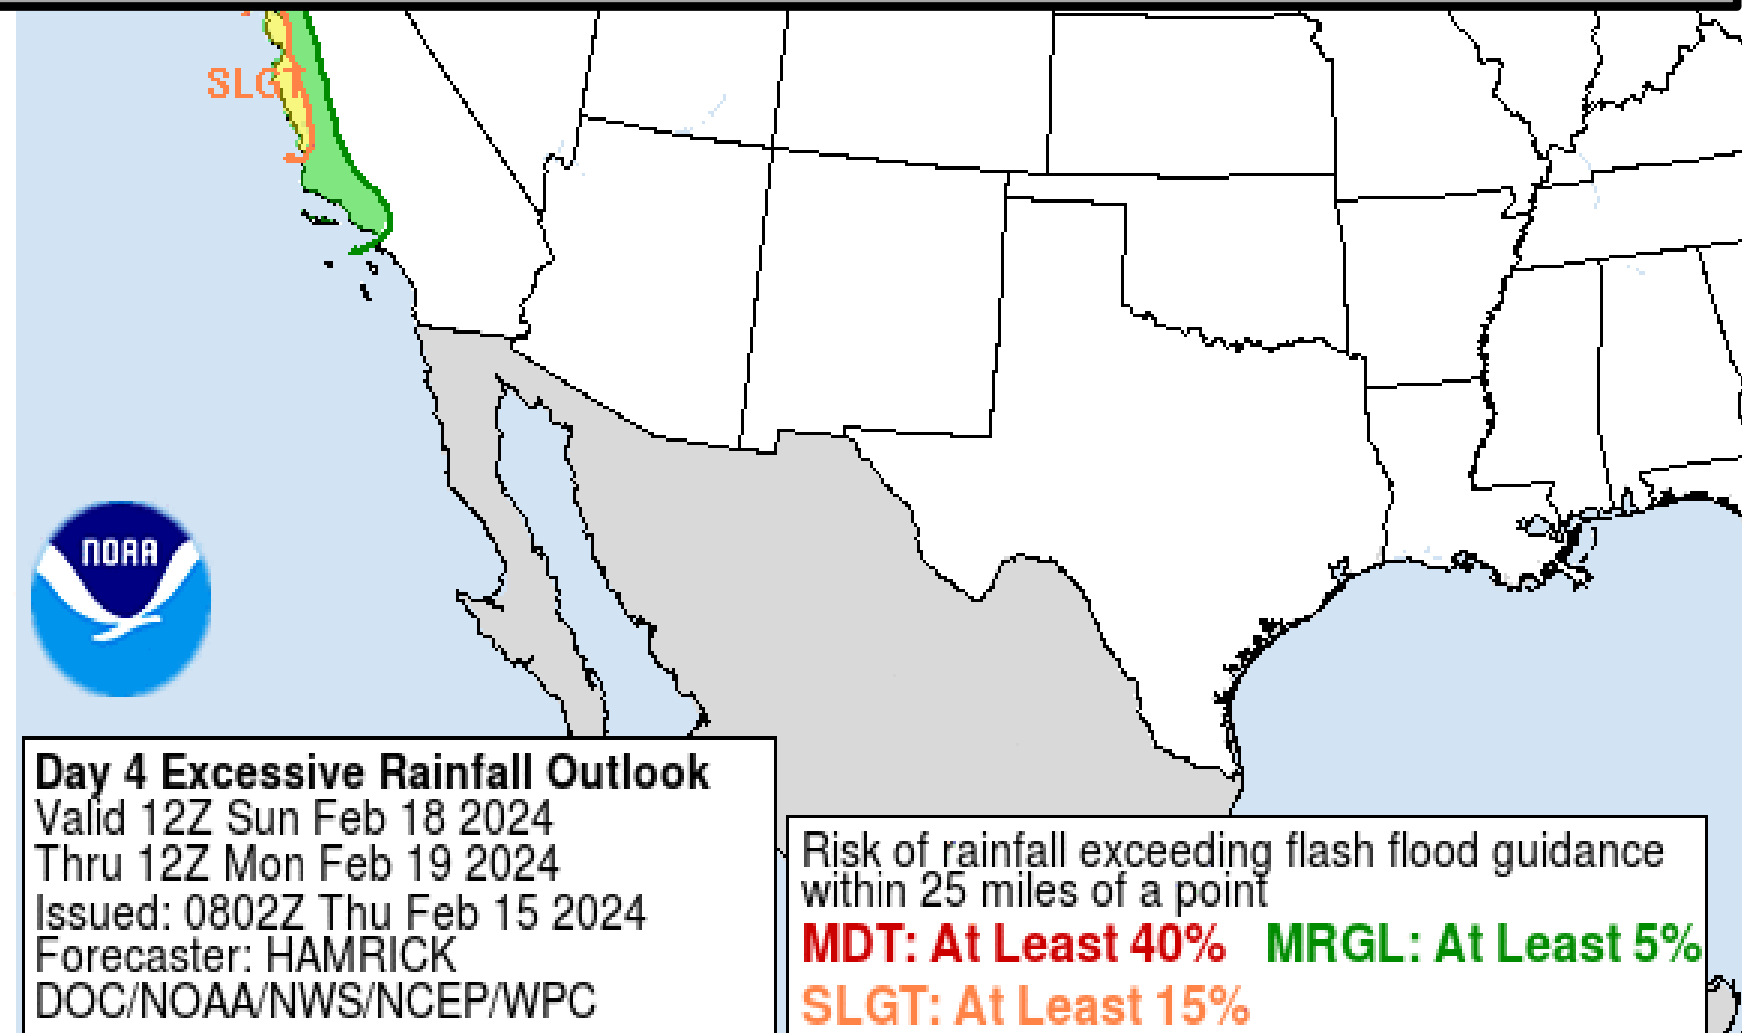 SLGT
NOAA
Day 4 Excessive Rainfall Outlook
Valid 12Z Sun Feb 18 2024
Thru 12Z Mon Feb 19 2024
Issued: 0802Z Thu Feb 15 2024
Forecaster: HAMRICK
DOC/NOAA/NWS/NCEP/WPC
Risk of rainfall exceeding flash flood guidance
within 25 miles of a point
MDT: At Least 40% MRGL: At Least 5%
SLGT: At Least 15%